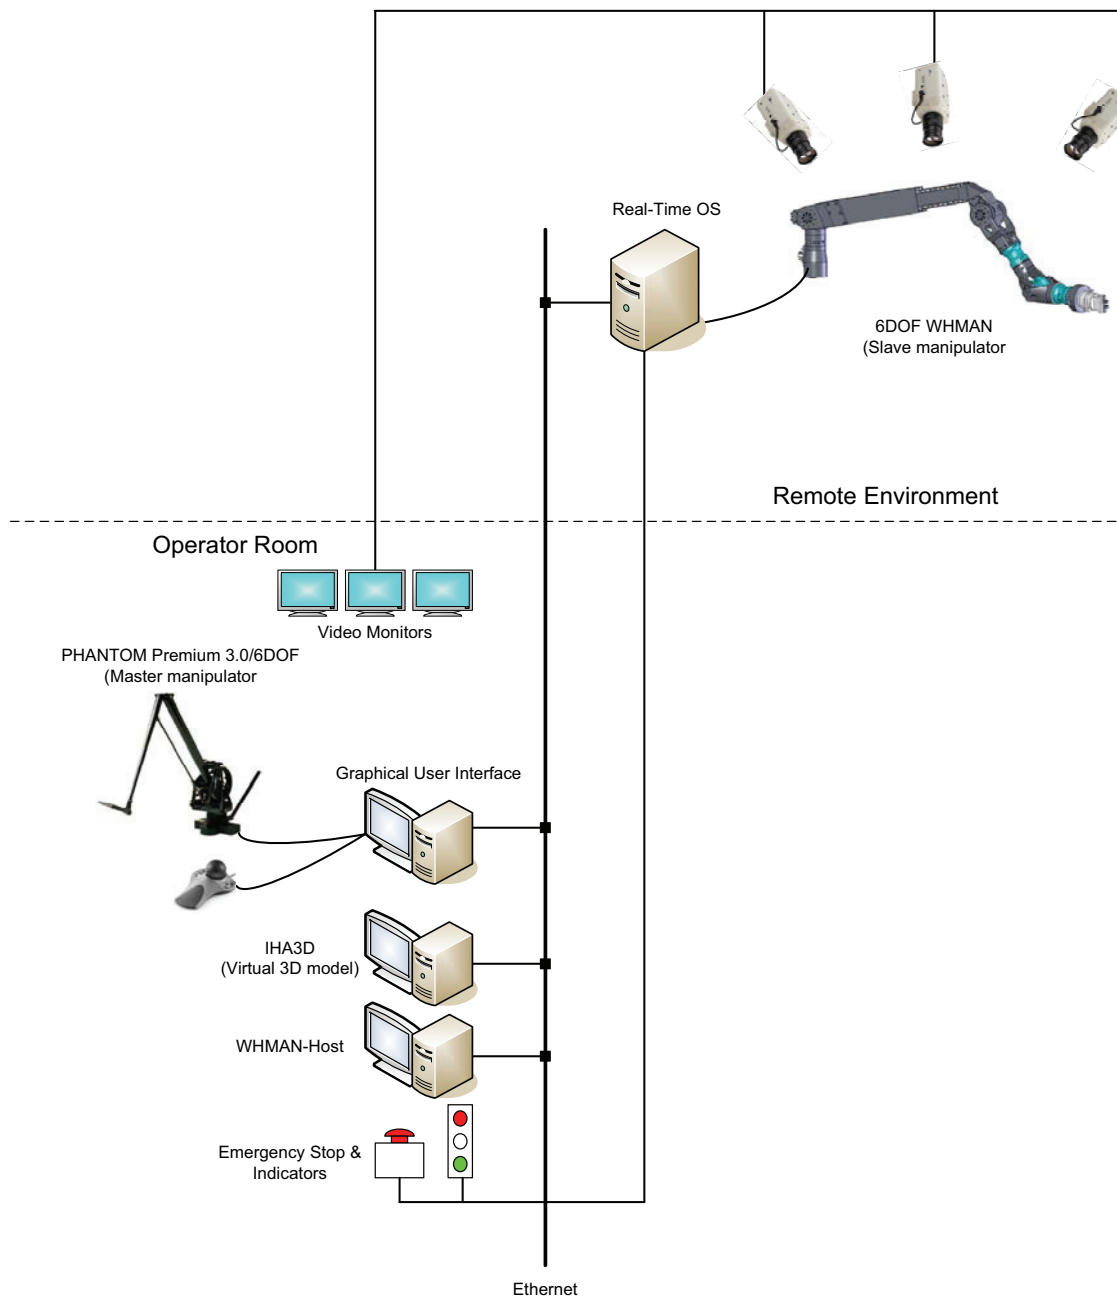 Real-Time OS
6DOF WHMAN
(Slave manipulator
Remote Environment
Operator Room
Video Monitors
PHANTOM Premium 3.0/6DOF
(Master manipulator
Graphical User Interface
IHA3D
(Virtual 3D model)
WHMAN-Host
Emergency Stop &
Indicators
Ethernet